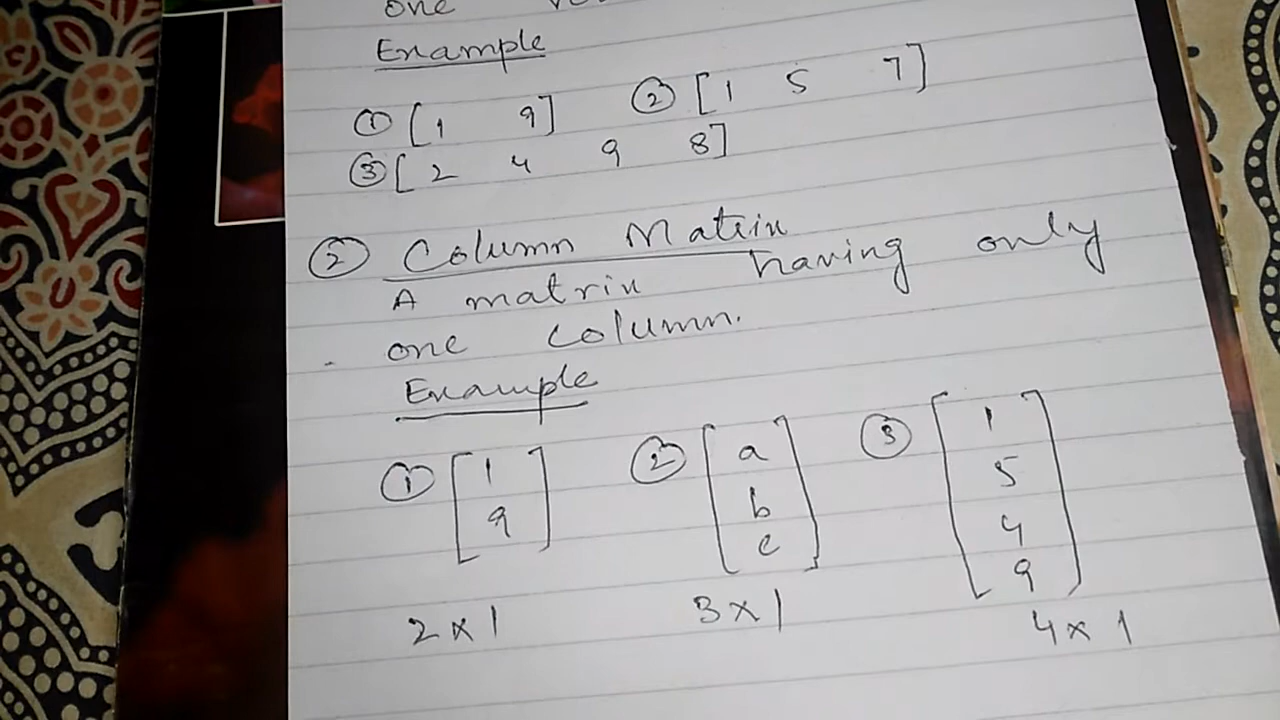 one
Example
① [1 9] ② [1 5 7]
③ [2 4 9 8]
② Column Matrix
A matrix having only
one column.
Example
① [1 9] ② [a b c] ③ [1 5 4 9]
2 × 1 3 × 1 4 × 1